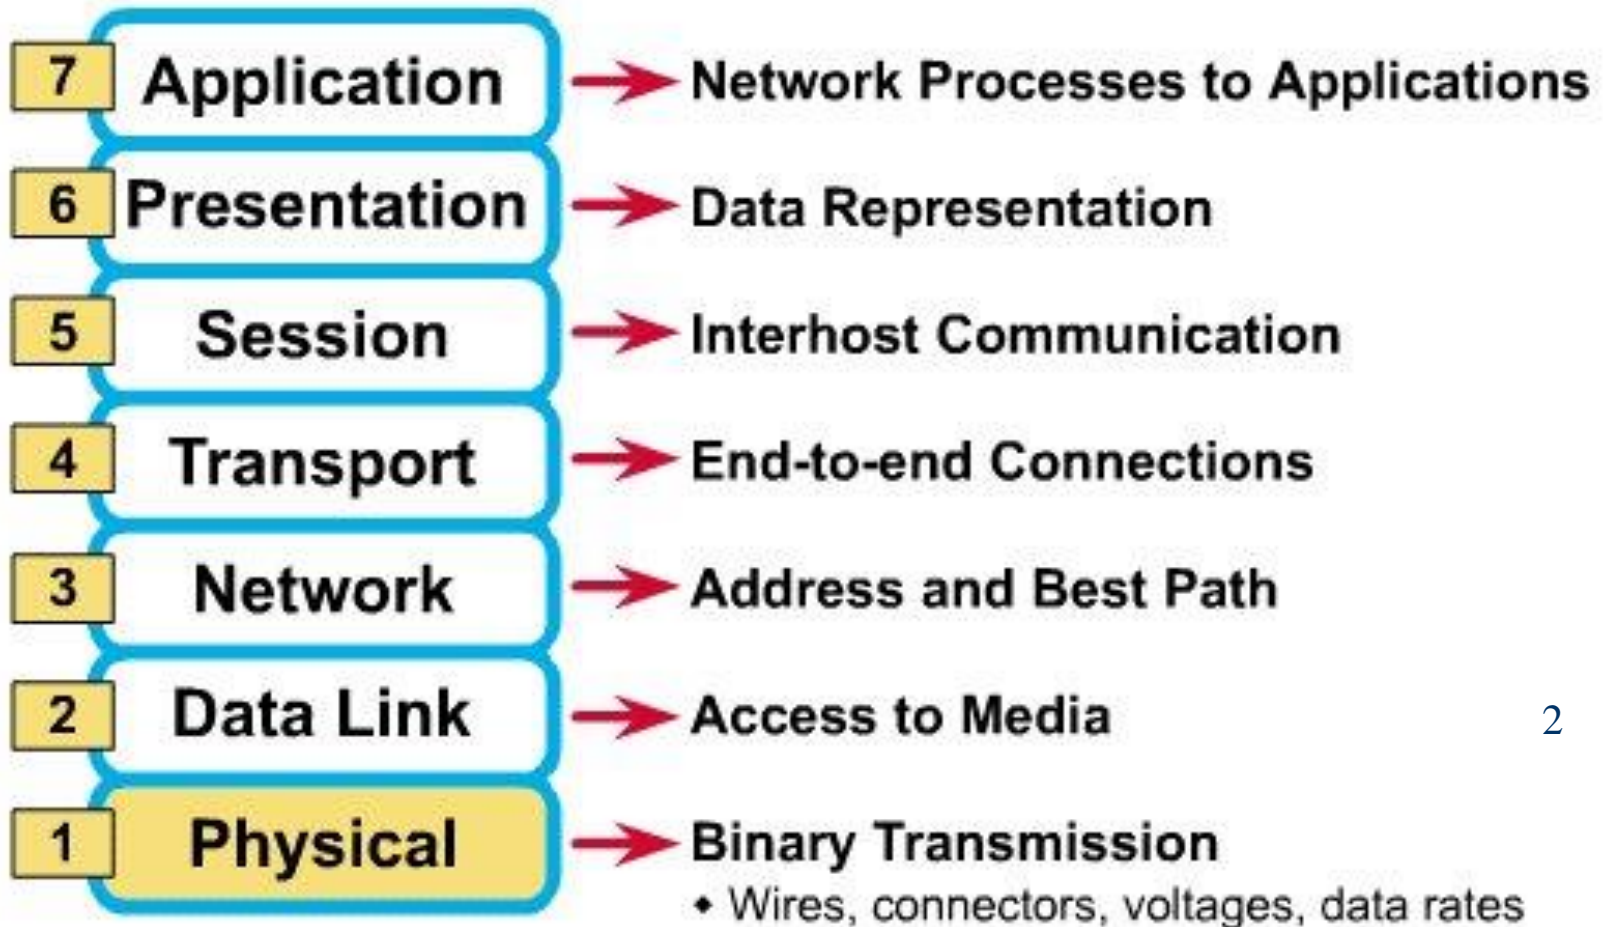 7 Application Network Processes to Applications
6 Presentation Data Representation
5 Session Interhost Communication
4 Transport End-to-end Connections
3 Network Address and Best Path
2 Data Link Access to Media 2
1 Physical Binary Transmission
◆ Wires, connectors, voltages, data rates